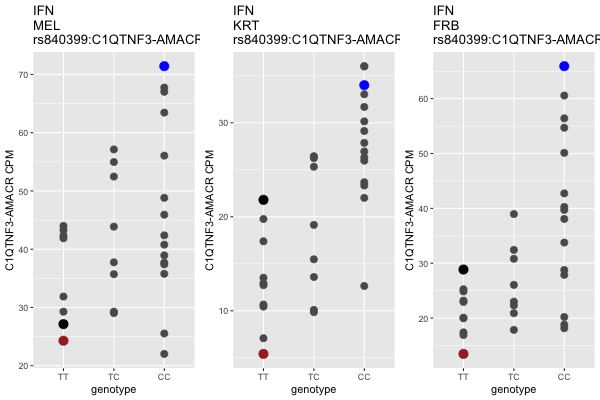 IFN
MEL
rs840399:C1QTNF3-AMACR
70
60
50
40
30
20
C1QTNF3-AMACR CPM
TT
TC
CC
genotype
IFN
KRT
rs840399:C1QTNF3-AMACR
30
20
10
C1QTNF3-AMACR CPM
TT
TC
CC
genotype
IFN
FRB
rs840399:C1QTNF3-AMACR
60
50
40
30
20
C1QTNF3-AMACR CPM
TT
TC
CC
genotype